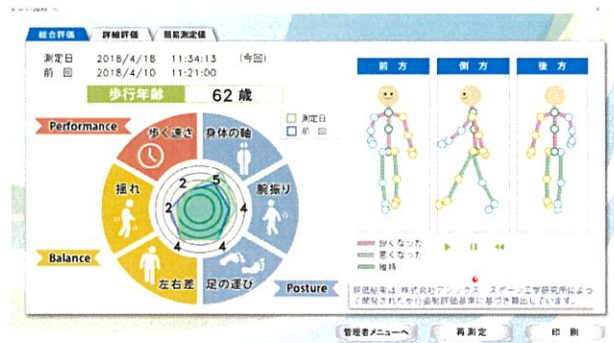 総合評価 詳細評価 簡易測定値
測定日 2018/4/18 11:34:13 (今回)
前 回 2018/4/10 11:21:00
歩行年齢 62 歳
測定日
前 回
Performance
歩く速さ 身体の軸
揺れ 腕振り
2 5
2 4
4 4
Balance
左右差 足の運び
Posture
前 方 側 方 後 方
良くなった
悪くなった
維持
評価結果は、株式会社アシックス スポーツ工学研究所によっ
て開発された歩行姿勢評価基準に基づき算出しています。
管理者メニューへ 再 測 定 印 刷